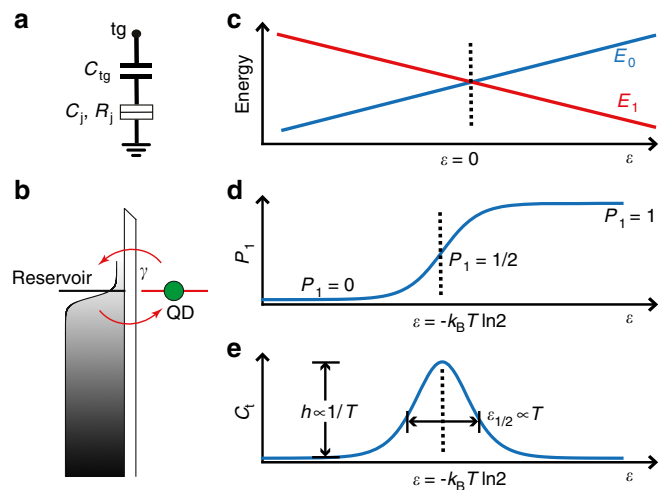 a
tg
C_tg
C_j, R_j
b
Reservoir
γ
QD
c
Energy
E_0
E_1
ε = 0
ε
d
P_1
P_1 = 0
P_1 = 1/2
P_1 = 1
ε = -k_B T ln2
ε
e
C_t
h∝1/T
ε_1/2 ∝T
ε = -k_B T ln2
ε